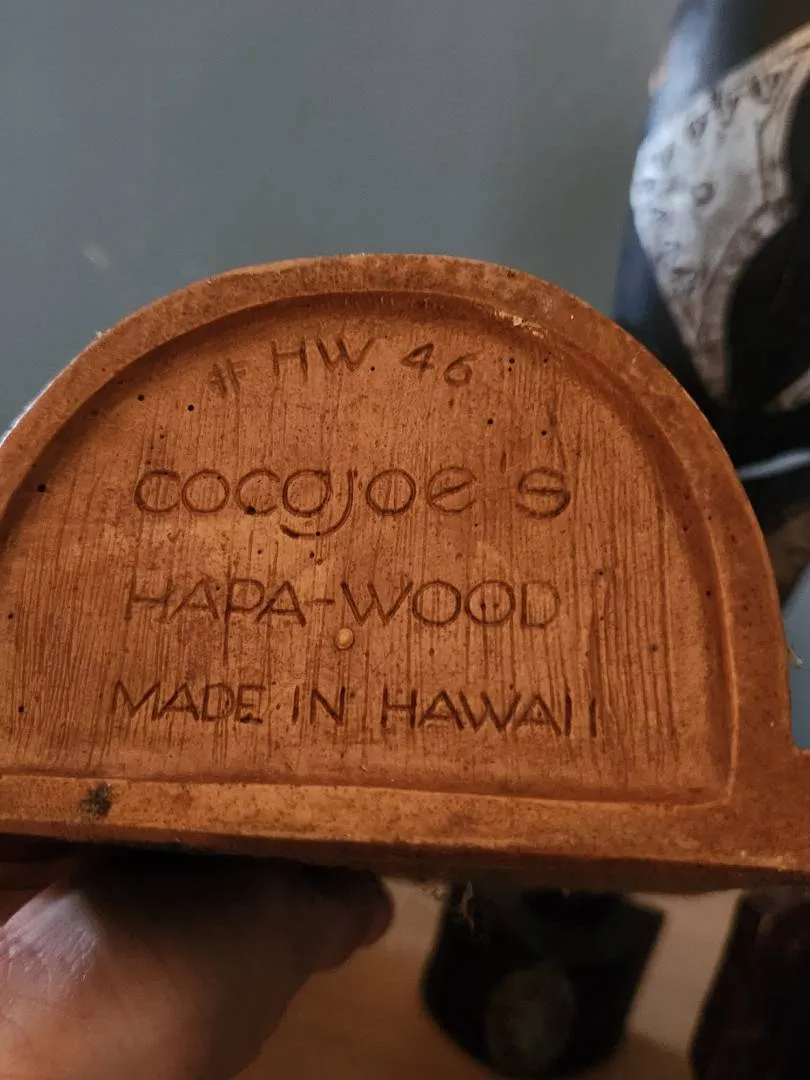 # HW 46
cocojoe s
HAPA-WOOD
MADE IN HAWAII